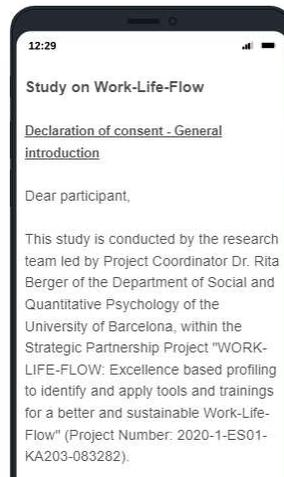 12:29
Study on Work-Life-Flow
Declaration of consent - General
introduction
Dear participant,
This study is conducted by the research
team led by Project Coordinator Dr. Rita
Berger of the Department of Social and
Quantitative Psychology of the
University of Barcelona, within the
Strategic Partnership Project "WORK-
LIFE-FLOW: Excellence based profiling
to identify and apply tools and trainings
for a better and sustainable Work-Life-
Flow" (Project Number: 2020-1-ES01-
KA203-083282).